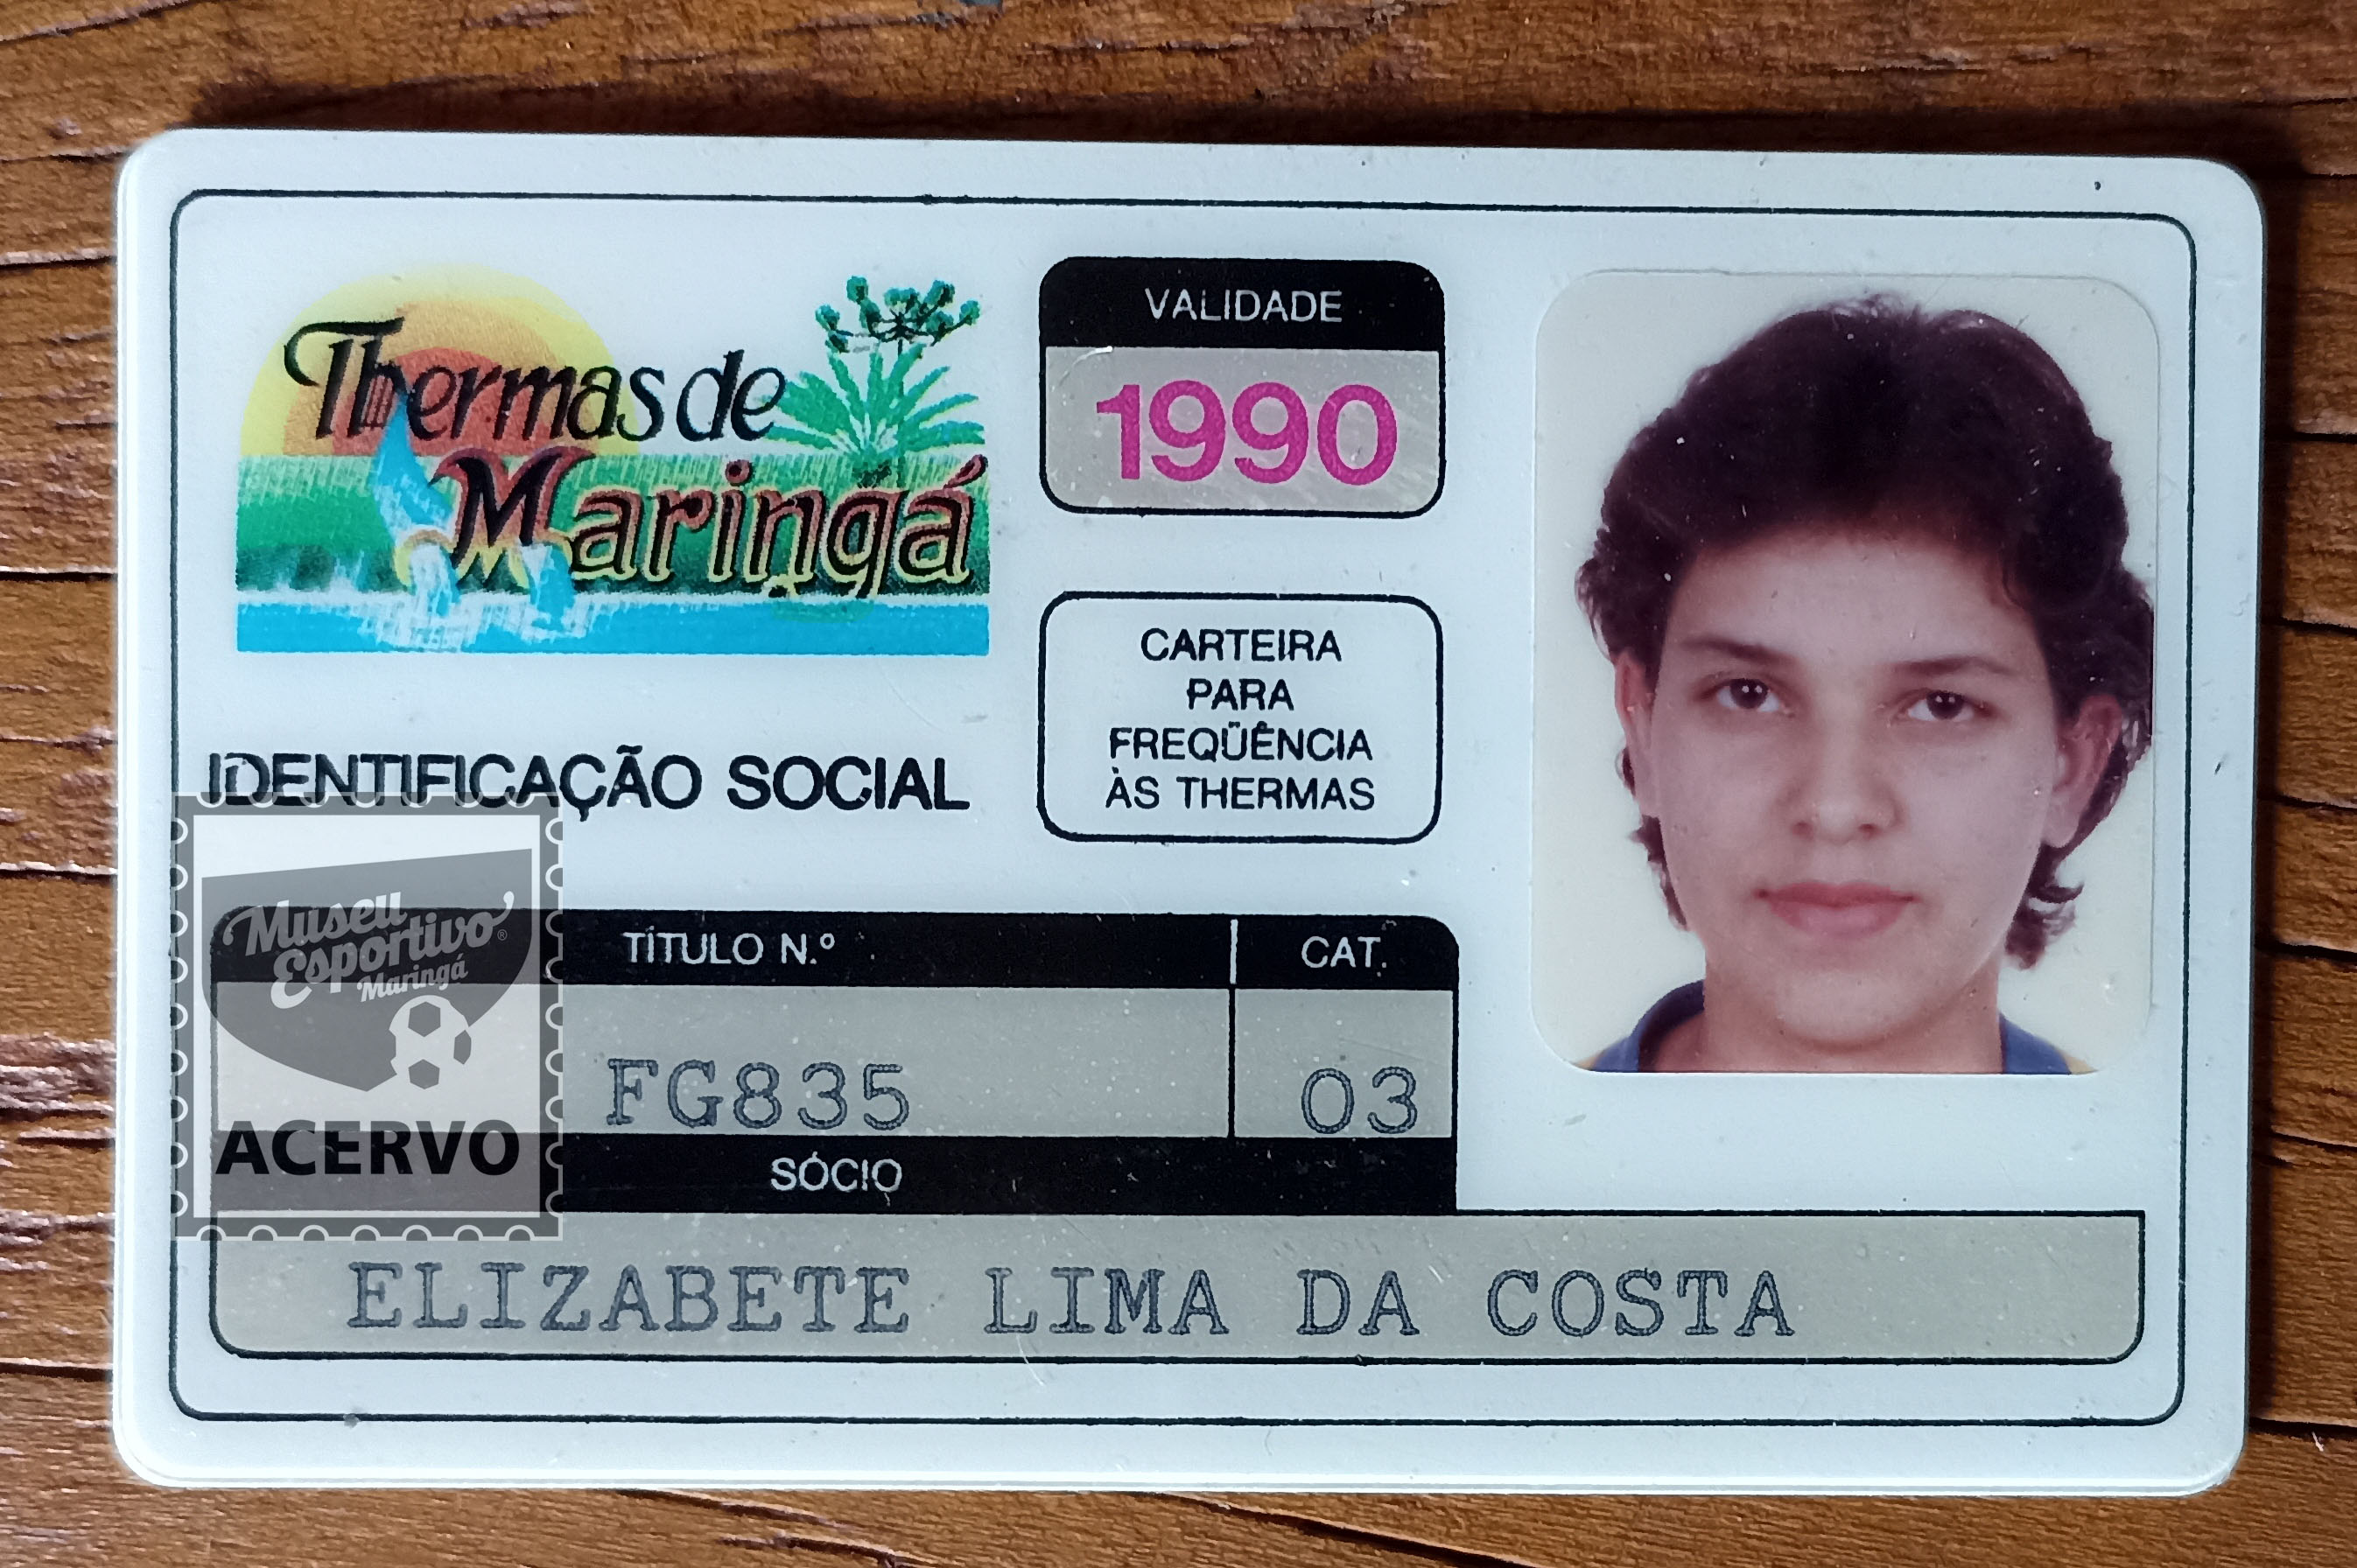 Thermas de
Maringá
VALIDADE
1990
CARTEIRA
PARA
FREQÜÊNCIA
ÀS THERMAS
IDENTIFICAÇÃO SOCIAL
Museu
Esportivo®
Maringá
ACERVO
TÍTULO N.º
CAT.
FG835
03
SÓCIO
ELIZABETE LIMA DA COSTA